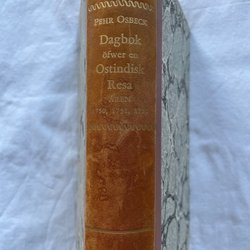 PEHR OSBECK
Dagbok
öfwer en
Ostindisk
Resa
ÅREN
1750, 1751, 1752